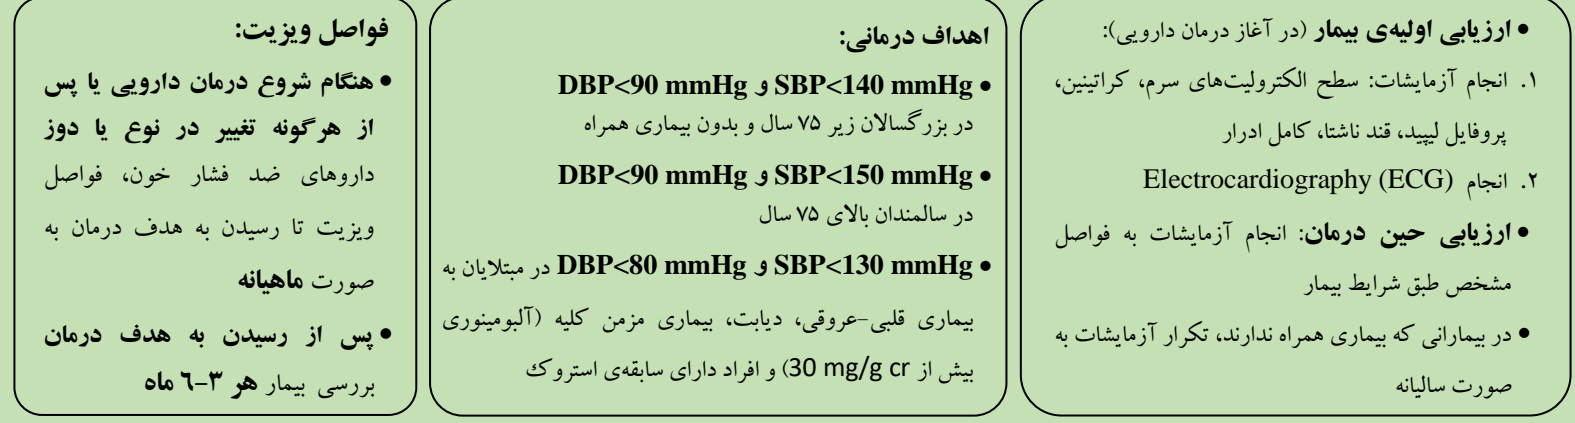 • ارزیابی اولیه‌ی بیمار (در آغاز درمان دارویی):
۱. انجام آزمایشات: سطح الکترولیت‌های سرم، کراتینین،
پروفایل لیپید، قند ناشتا، کامل ادرار
۲. انجام Electrocardiography (ECG)
• ارزیابی حین درمان: انجام آزمایشات به فواصل
مشخص طبق شرایط بیمار
• در بیمارانی که بیماری همراه ندارند، تکرار آزمایشات به
صورت سالیانه
اهداف درمانی:
• SBP<140 mmHg و DBP<90 mmHg
در بزرگسالان زیر ۷۵ سال و بدون بیماری همراه
• SBP<150 mmHg و DBP<90 mmHg
در سالمندان بالای ۷۵ سال
• SBP<130 mmHg و DBP<80 mmHg در مبتلایان به
بیماری قلبی-عروقی، دیابت، بیماری مزمن کلیه (آلبومینوری
بیش از 30 mg/g cr) و افراد دارای سابقه‌ی استروک
فواصل ویزیت:
• هنگام شروع درمان دارویی یا پس
از هرگونه تغییر در نوع یا دوز
داروهای ضد فشار خون، فواصل
ویزیت تا رسیدن به هدف درمان به
صورت ماهیانه
• پس از رسیدن به هدف درمان
بررسی بیمار هر ۳-۶ ماه